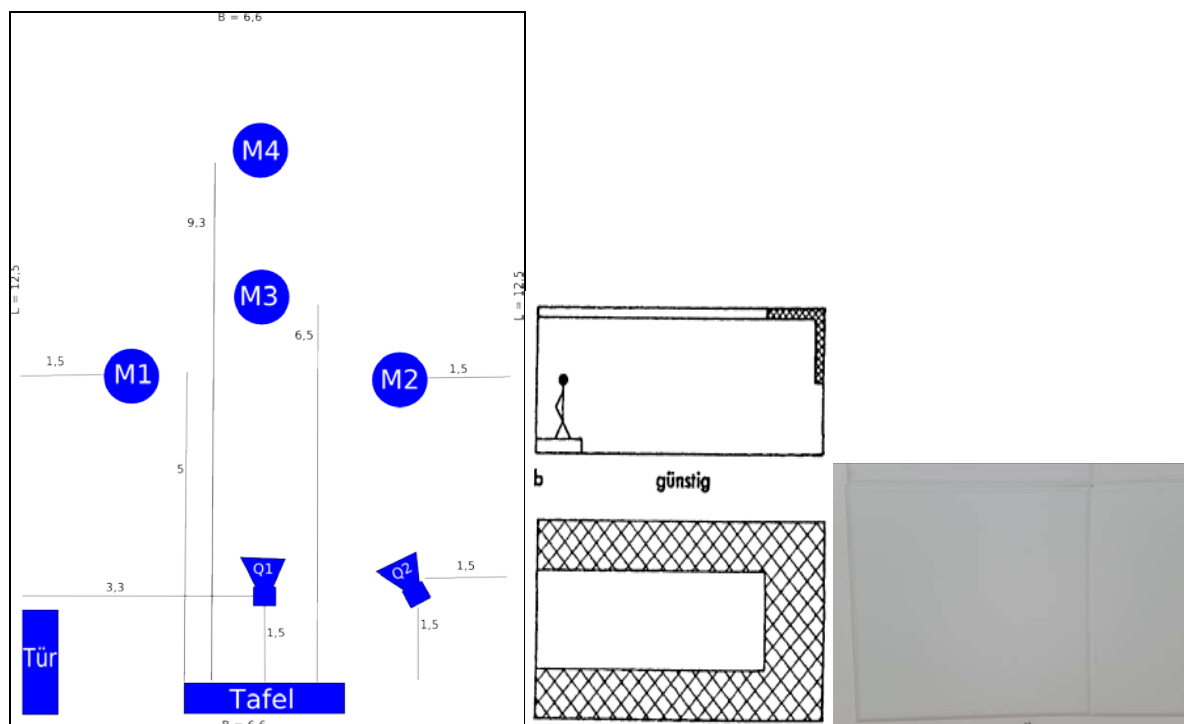 B = 6,6
M4
9,3
L = 12,5
L = 12,5
M3
6,5
1,5
M1
M2
1,5
5
Q1
Q2
1,5
3,3
1,5
1,5
Tür
Tafel
B = 6,6
b
günstig